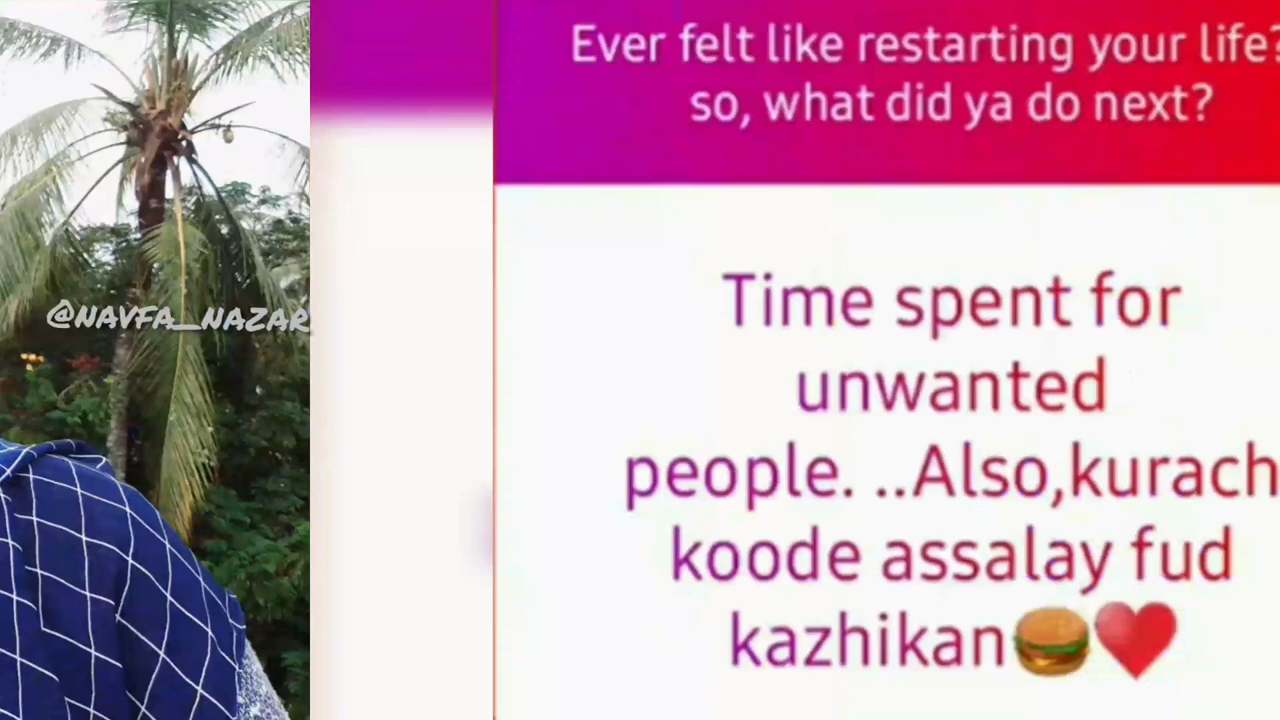 Ever felt like restarting your life?
so, what did ya do next?
Time spent for
unwanted
people. ..Also,kurach
koode assalay fud
kazhikan🍔❤️
@NAVFA_NAZAR